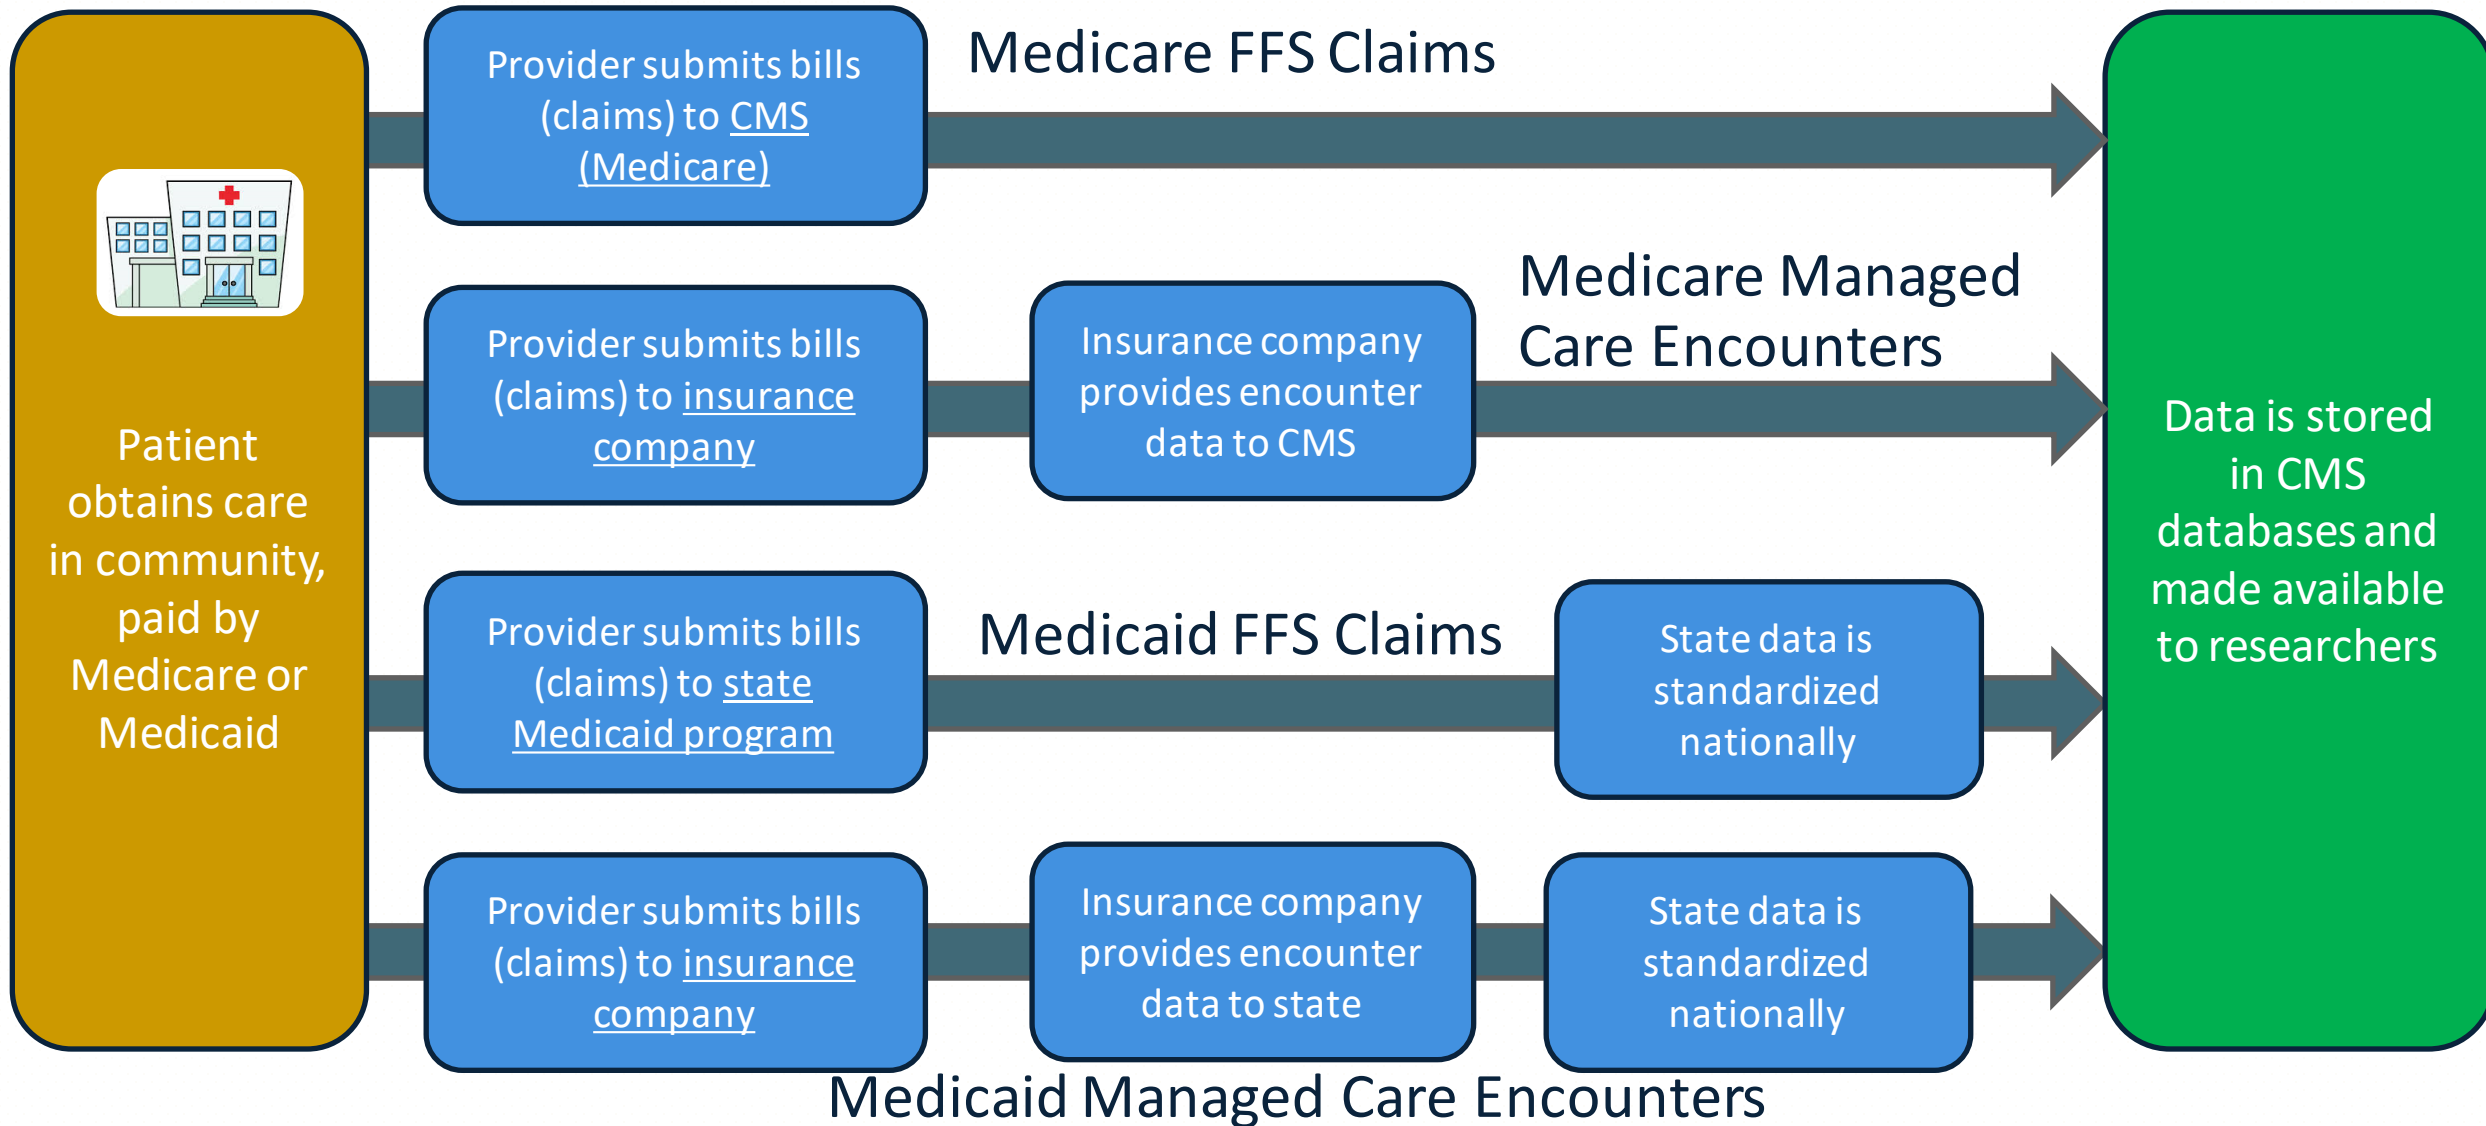 Patient
obtains care
in community,
paid by
Medicare or
Medicaid
Provider submits bills
(claims) to CMS
(Medicare)
Medicare FFS Claims
Provider submits bills
(claims) to insurance
company
Insurance company
provides encounter
data to CMS
Medicare Managed
Care Encounters
Provider submits bills
(claims) to state
Medicaid program
Medicaid FFS Claims
State data is
standardized
nationally
Provider submits bills
(claims) to insurance
company
Insurance company
provides encounter
data to state
State data is
standardized
nationally
Medicaid Managed Care Encounters
Data is stored
in CMS
databases and
made available
to researchers